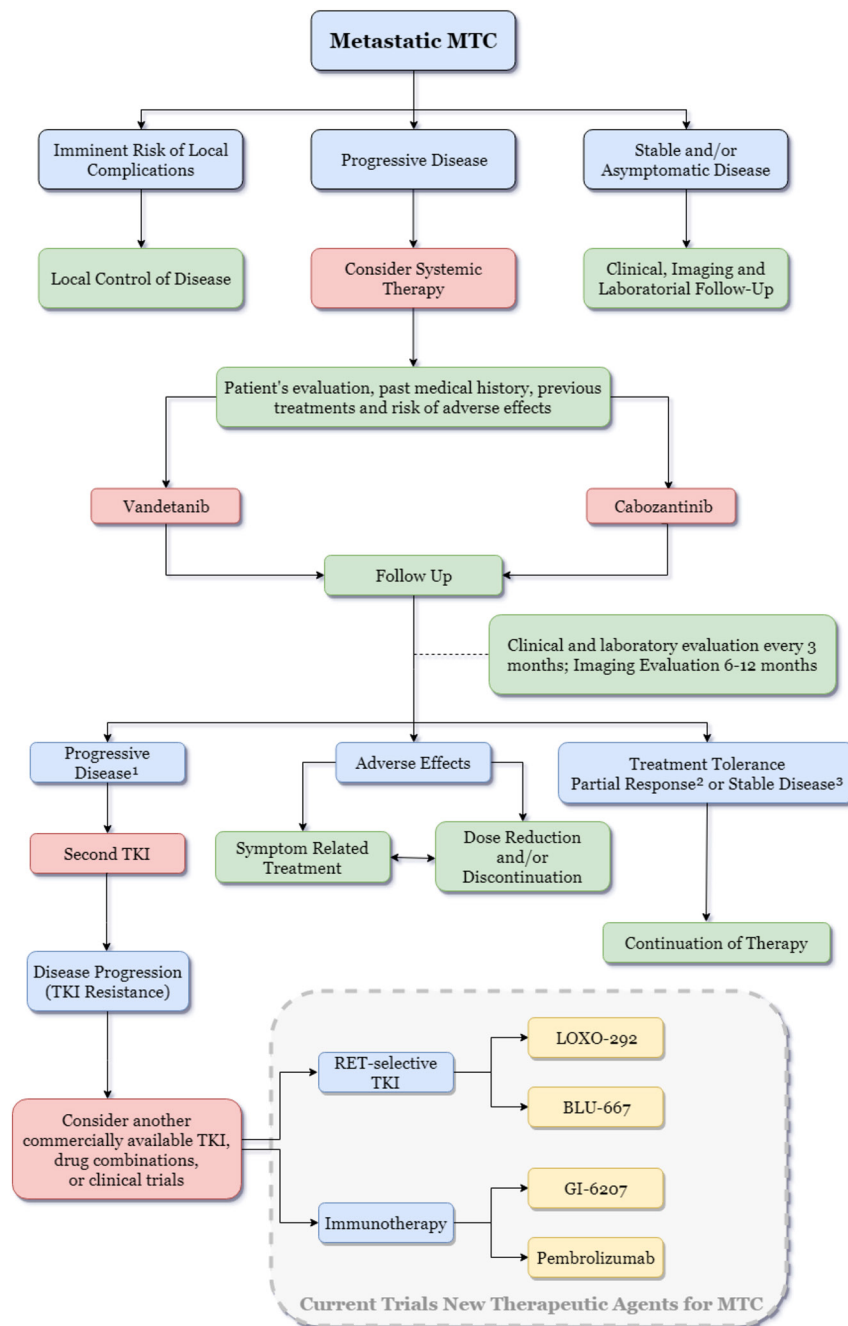 Metastatic MTC
Imminent Risk of Local
Complications
Progressive Disease
Stable and/or
Asymptomatic Disease
Local Control of Disease
Consider Systemic
Therapy
Clinical, Imaging and
Laboratorial Follow-Up
Patient's evaluation, past medical history, previous
treatments and risk of adverse effects
Vandetanib
Cabozantinib
Follow Up
Clinical and laboratory evaluation every 3
months; Imaging Evaluation 6-12 months
Progressive
Disease¹
Adverse Effects
Treatment Tolerance
Partial Response² or Stable Disease³
Second TKI
Symptom Related
Treatment
Dose Reduction
and/or
Discontinuation
Continuation of Therapy
Disease Progression
(TKI Resistance)
Consider another
commercially available TKI,
drug combinations,
or clinical trials
RET-selective
TKI
LOXO-292
BLU-667
Immunotherapy
GI-6207
Pembrolizumab
Current Trials New Therapeutic Agents for MTC